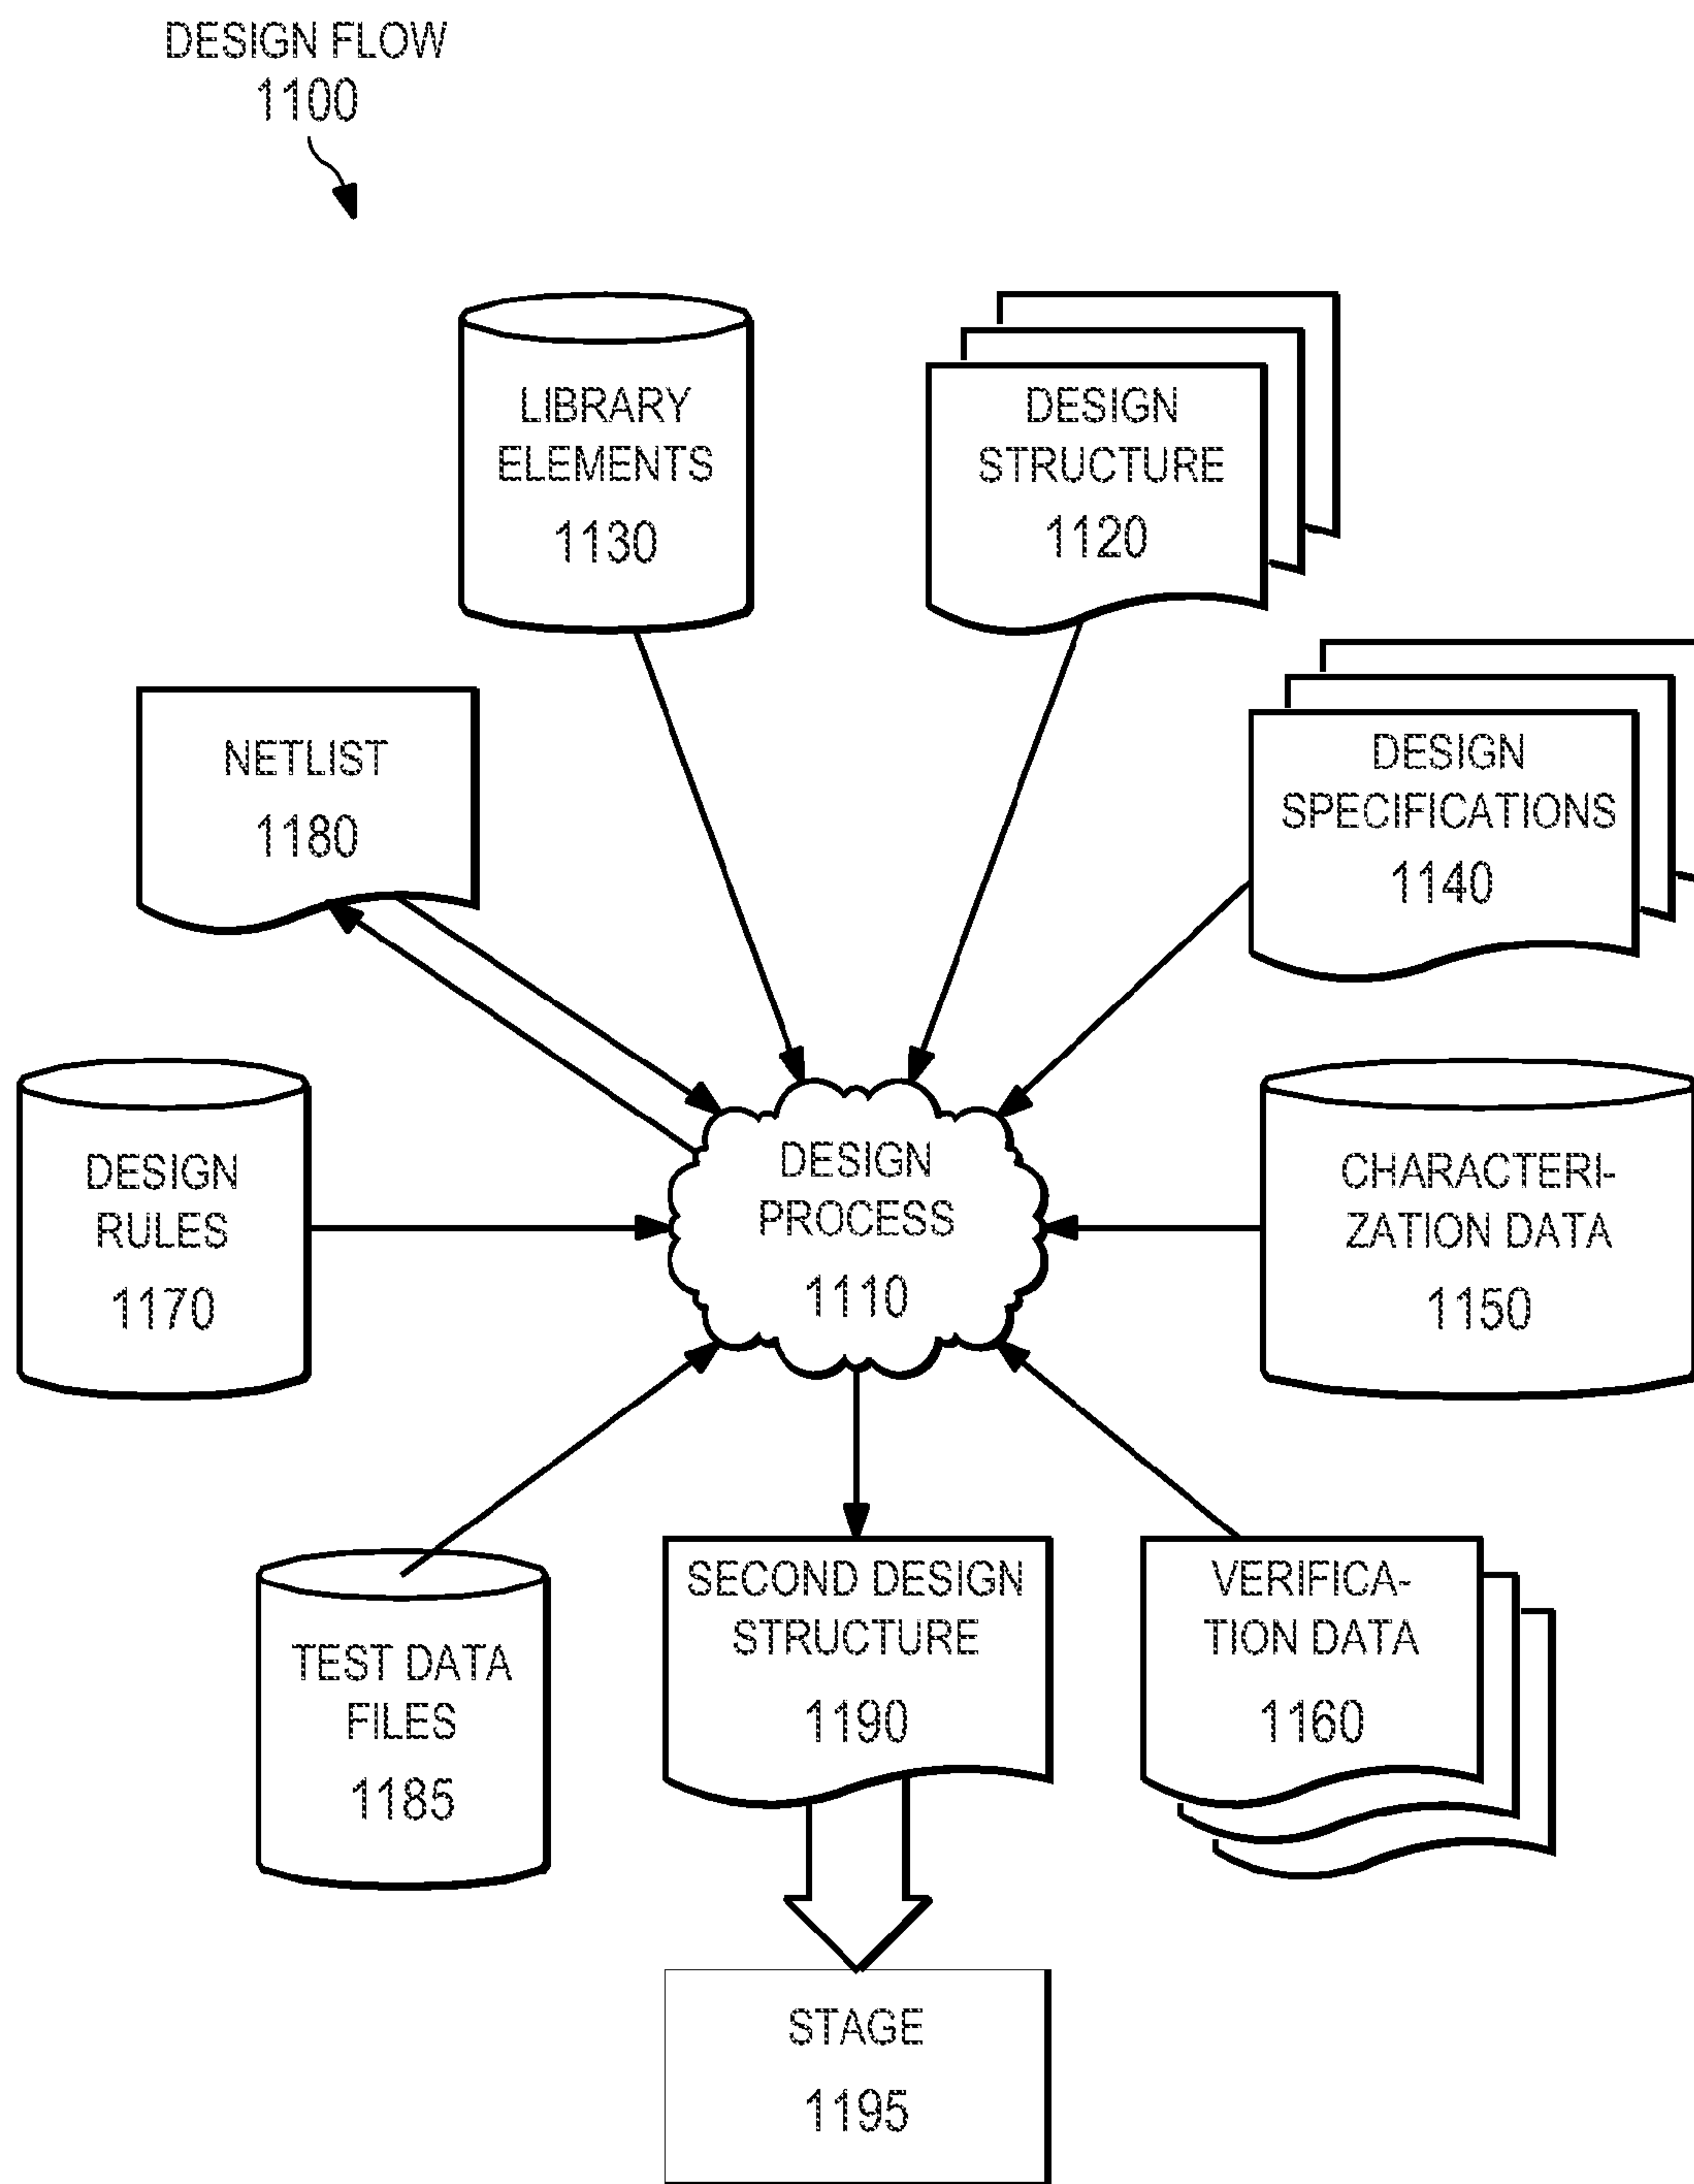 DESIGN FLOW
1100
LIBRARY
ELEMENTS
1130
DESIGN
STRUCTURE
1120
NETLIST
1180
DESIGN
SPECIFICATIONS
1140
DESIGN
RULES
1170
DESIGN
PROCESS
1110
CHARACTERI-
ZATION DATA
1150
TEST DATA
FILES
1185
SECOND DESIGN
STRUCTURE
1190
VERIFICA-
TION DATA
1160
STAGE
1195